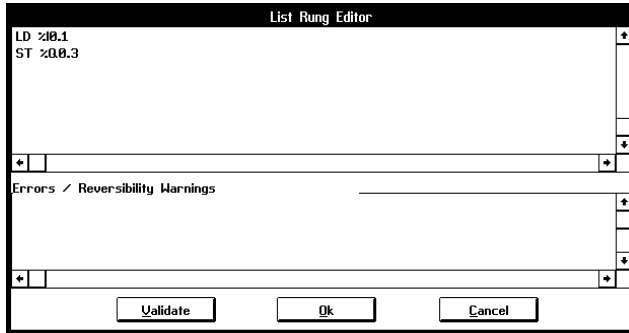 List Rung Editor
LD %I0.1
ST %Q0.3
Errors / Reversibility Warnings
Validate Ok Cancel